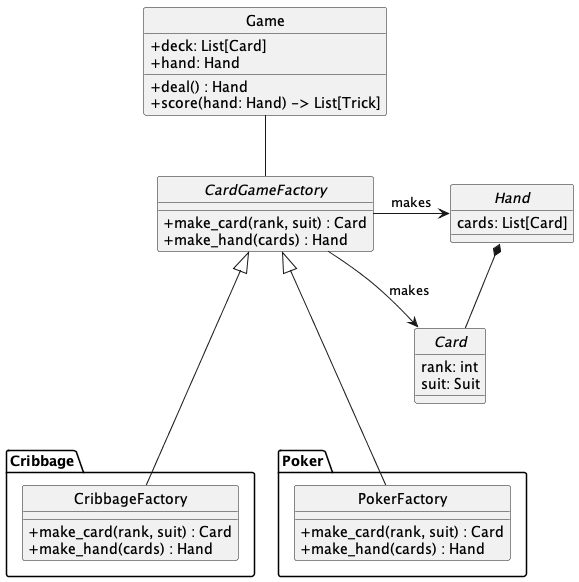 Game
+deck: List[Card]
+hand: Hand
+deal() : Hand
+score(hand: Hand) -> List[Trick]
CardGameFactory
+make_card(rank, suit) : Card
+make_hand(cards) : Hand
makes
Hand
cards: List[Card]
makes
Card
rank: int
suit: Suit
Cribbage
CribbageFactory
+make_card(rank, suit) : Card
+make_hand(cards) : Hand
Poker
PokerFactory
+make_card(rank, suit) : Card
+make_hand(cards) : Hand